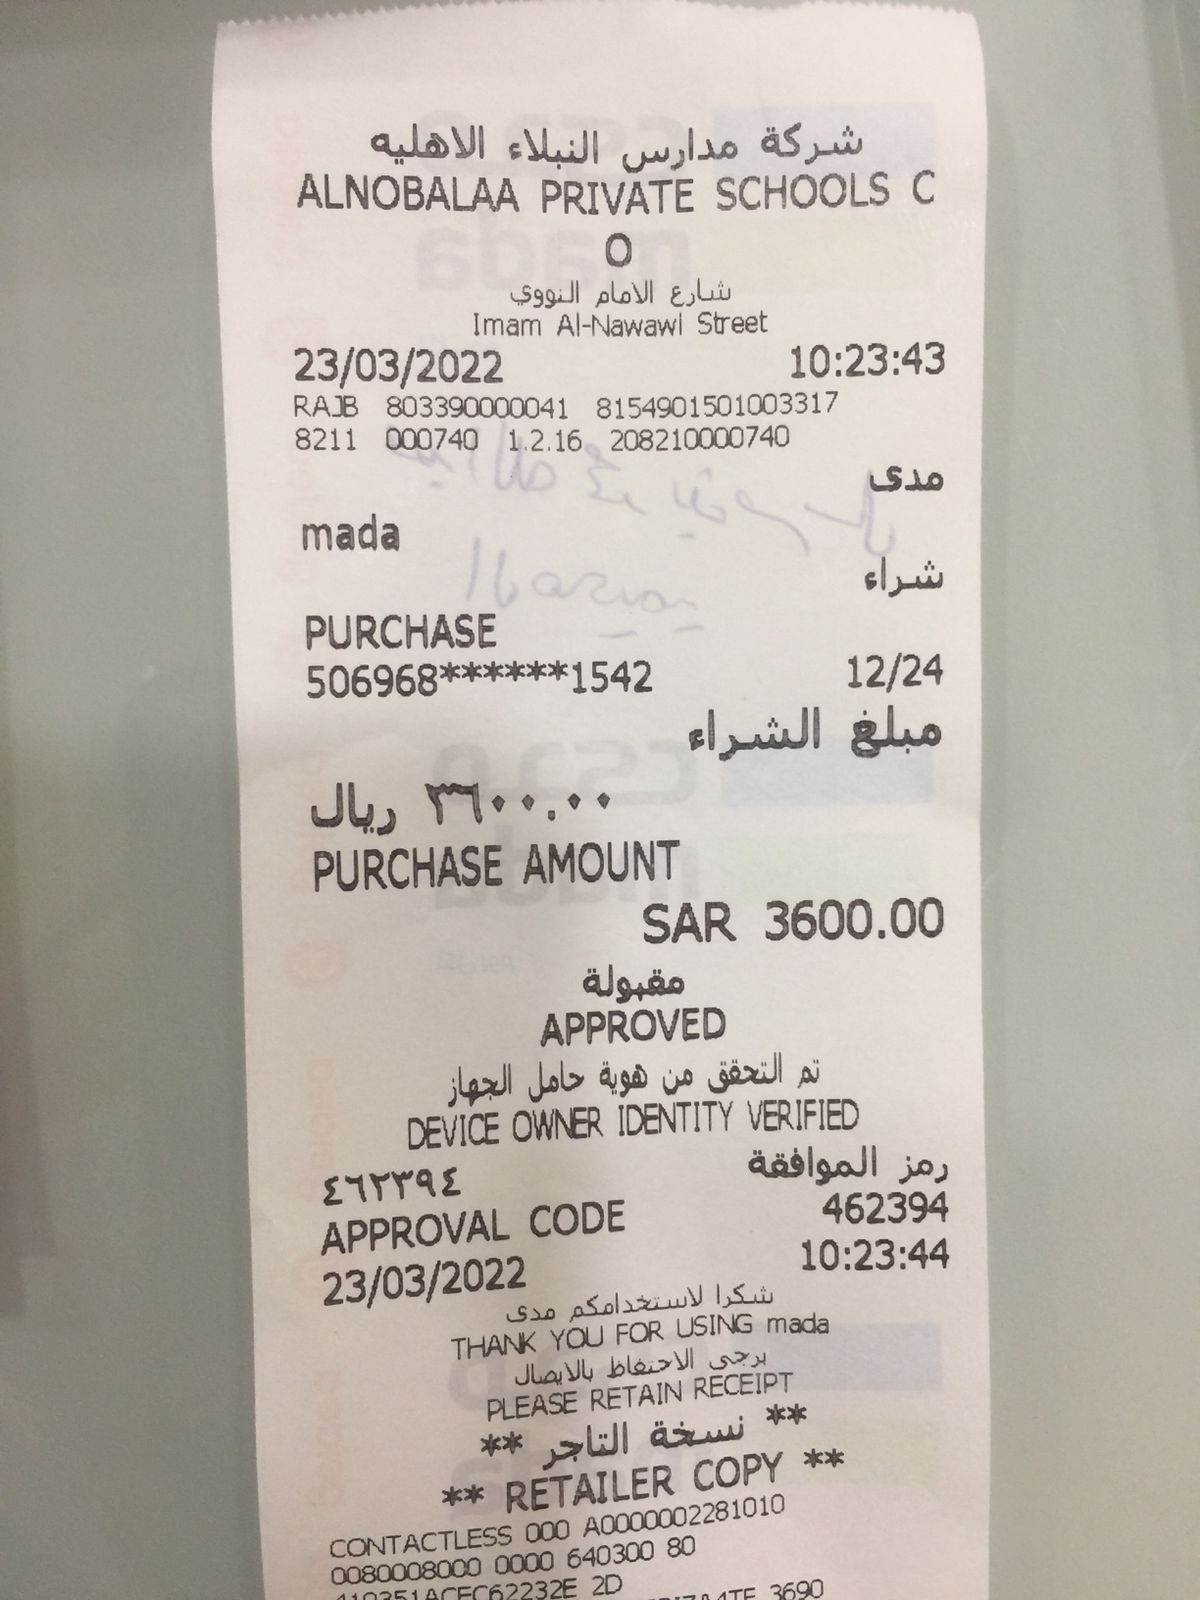 شركة مدارس النبلاء الاهليه
ALNOBALAA PRIVATE SCHOOLS C
O
شارع الامام النووي
Imam Al-Nawawi Street
23/03/2022 10:23:43
RAJB 803390000041 8154901501003317
8211 000740 1.2.16 208210000740
مدى
mada
شراء
PURCHASE
506968******1542 12/24
مبلغ الشراء
٣٦٠٠.٠٠ ريال
PURCHASE AMOUNT
SAR 3600.00
مقبولة
APPROVED
تم التحقق من هوية حامل الجهاز
DEVICE OWNER IDENTITY VERIFIED
رمز الموافقة ٤٦٢٣٩٤
APPROVAL CODE 462394
23/03/2022 10:23:44
شكرا لاستخدامكم مدى
THANK YOU FOR USING mada
يرجى الاحتفاظ بالايصال
PLEASE RETAIN RECEIPT
** نسخة التاجر **
** RETAILER COPY **
CONTACTLESS 000 A0000002281010
0080008000 0000 640300 80
410351ACEC62232E 2D
3690